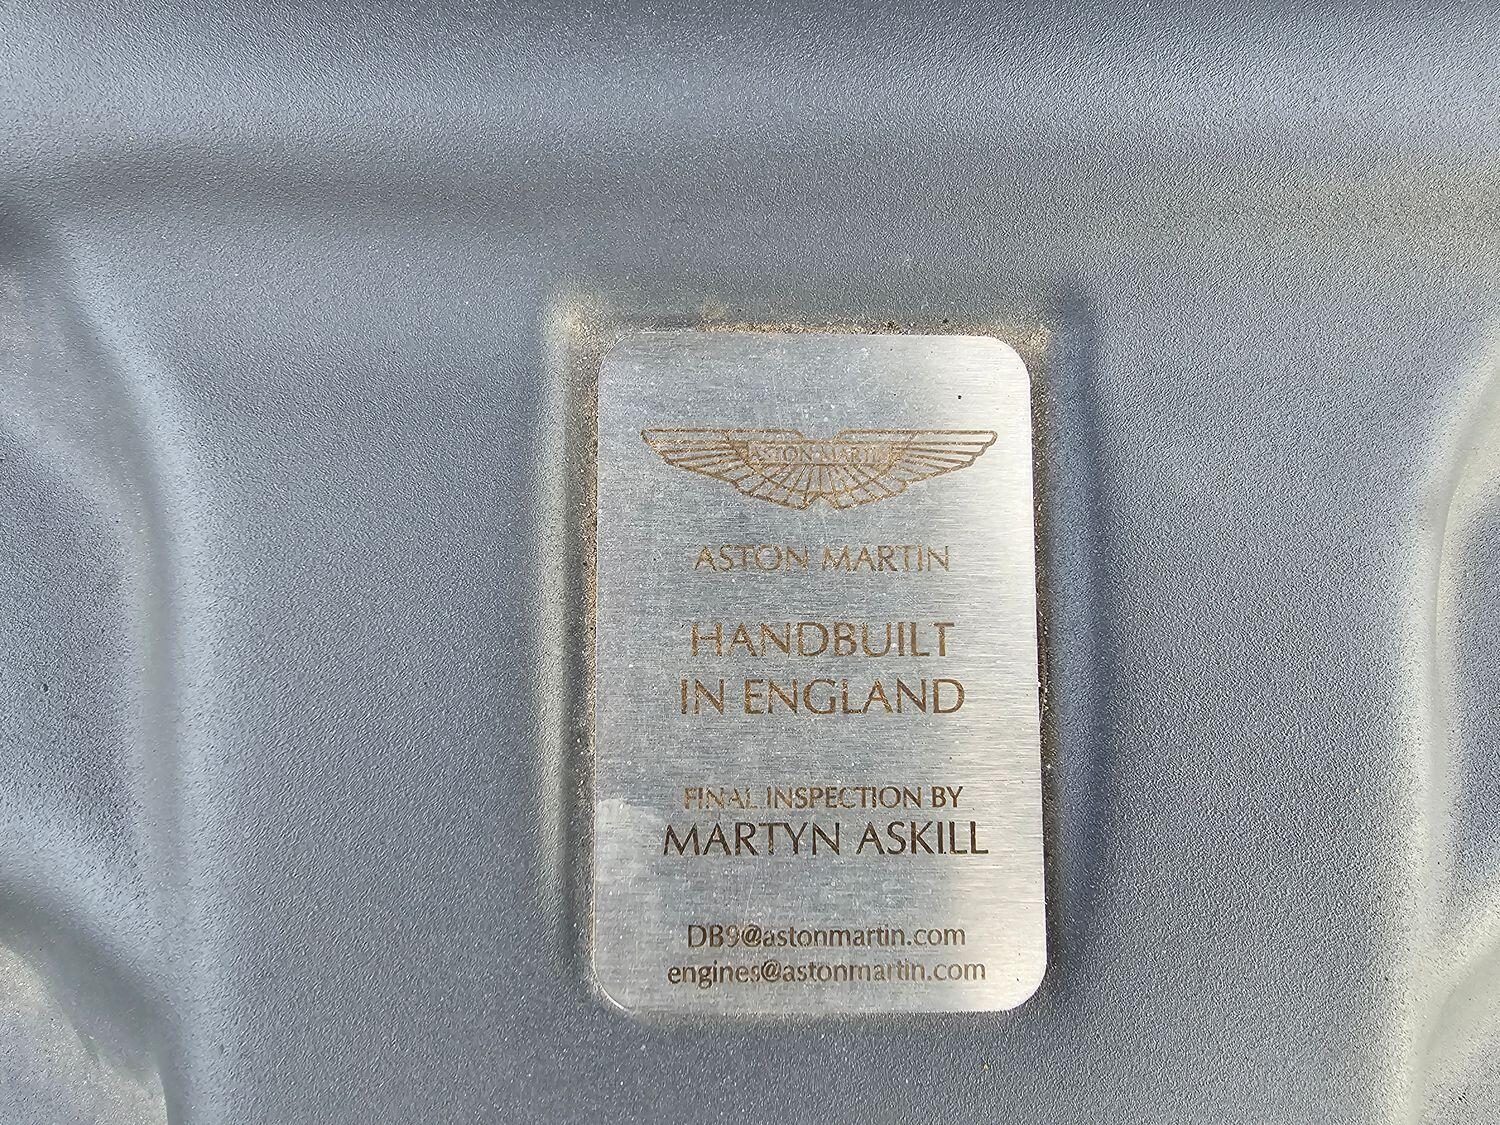 ASTON MARTIN
ASTON MARTIN
HANDBUILT
IN ENGLAND
FINAL INSPECTION BY
MARTYN ASKILL
DB9@astonmartin.com
engines@astonmartin.com